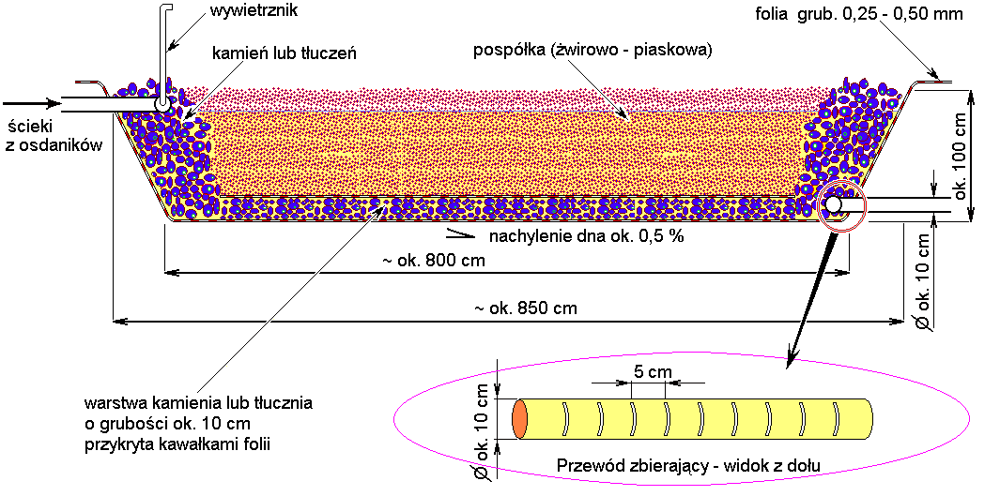 wywietrznik
folia grub. 0,25 - 0,50 mm
kamień lub tłuczeń
pospółka (żwirowo - piaskowa)
ścieki
z osdaników
ok. 100 cm
nachylenie dna ok. 0,5 %
~ ok. 800 cm
Ø ok. 10 cm
~ ok. 850 cm
warstwa kamienia lub tłucznia
o grubości ok. 10 cm
przykryta kawałkami folii
5 cm
Ø ok. 10 cm
Przewód zbierający - widok z dołu